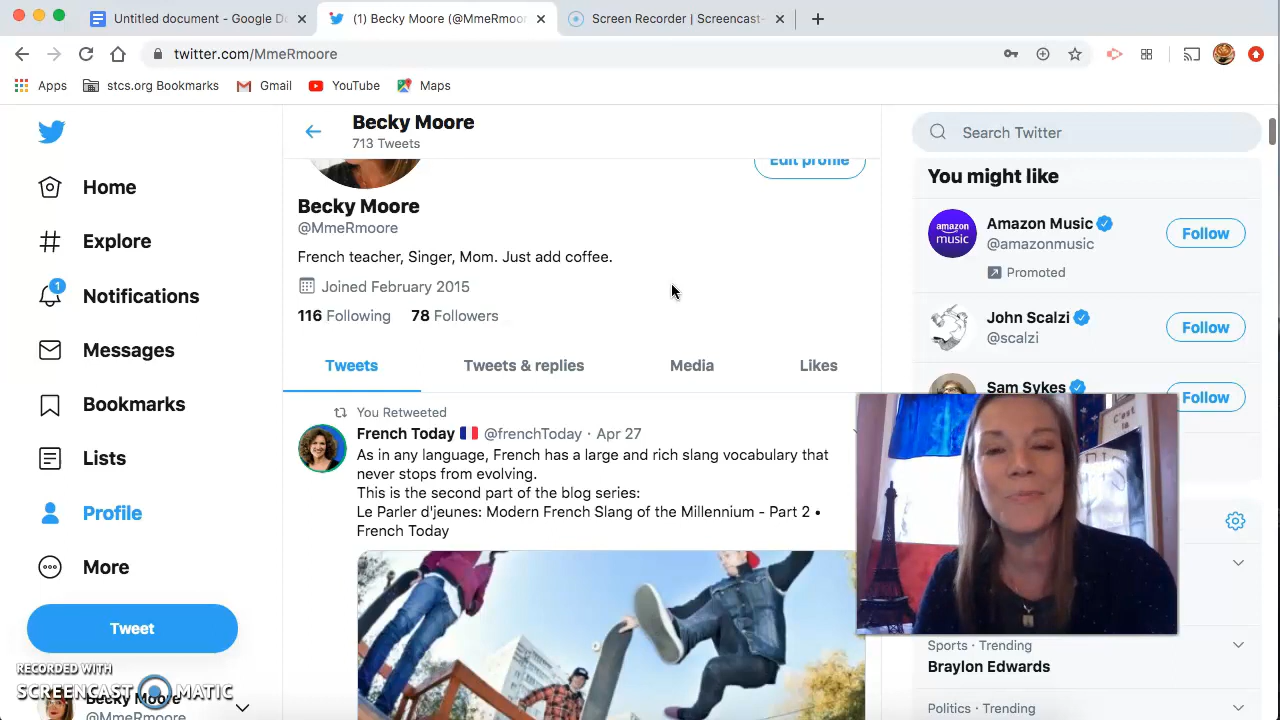 Untitled document - Google D
(1) Becky Moore (@MmeRmoor
Screen Recorder | Screencast-
twitter.com/MmeRmoore
Apps
stcs.org Bookmarks
Gmail
YouTube
Maps
Home
Explore
1
Notifications
Messages
Bookmarks
Lists
Profile
More
Tweet
RECORDED WITH
SCREENCAST MATIC
Becky Moore
@MmeRmoore
Becky Moore
713 Tweets
Edit profile
Becky Moore
@MmeRmoore
French teacher, Singer, Mom. Just add coffee.
Joined February 2015
116 Following 78 Followers
Tweets Tweets & replies Media Likes
You Retweeted
French Today 🇫🇷 @frenchToday · Apr 27
As in any language, French has a large and rich slang vocabulary that
never stops from evolving.
This is the second part of the blog series:
Le Parler d'jeunes: Modern French Slang of the Millennium - Part 2 •
French Today
Search Twitter
You might like
amazon
music
Amazon Music
@amazonmusic
Follow
Promoted
John Scalzi
@scalzi
Follow
Sam Sykes
Follow
C'est
la
Sports · Trending
Braylon Edwards
Politics · Trending